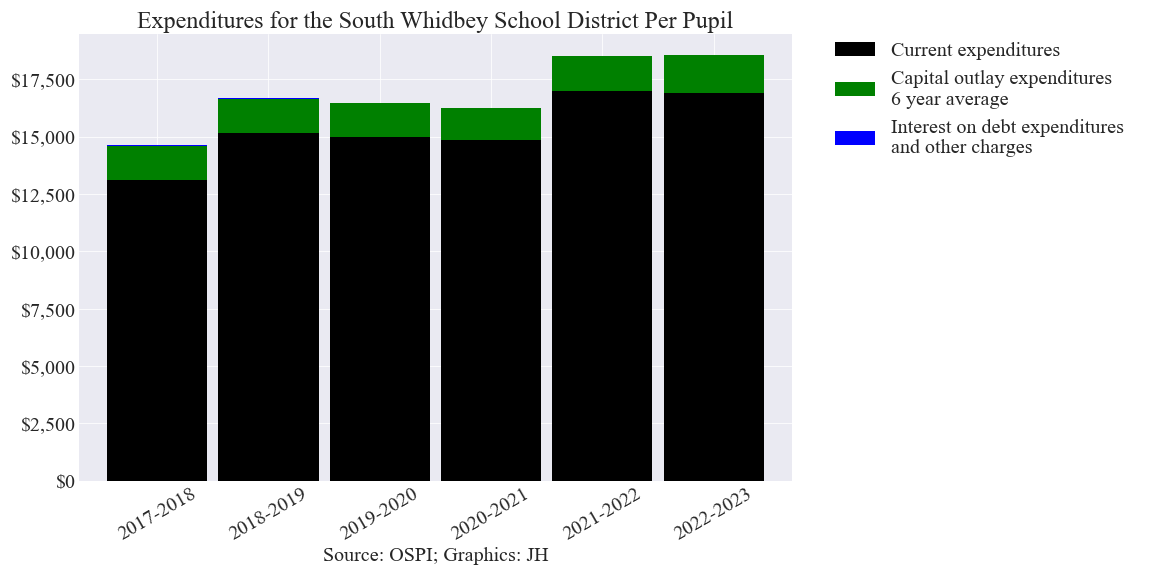 Expenditures for the South Whidbey School District Per Pupil
$17,500
$15,000
$12,500
$10,000
$7,500
$5,000
$2,500
$0
2017-2018
2018-2019
2019-2020
2020-2021
2021-2022
2022-2023
Source: OSPI; Graphics: JH
Current expenditures
Capital outlay expenditures
6 year average
Interest on debt expenditures
and other charges